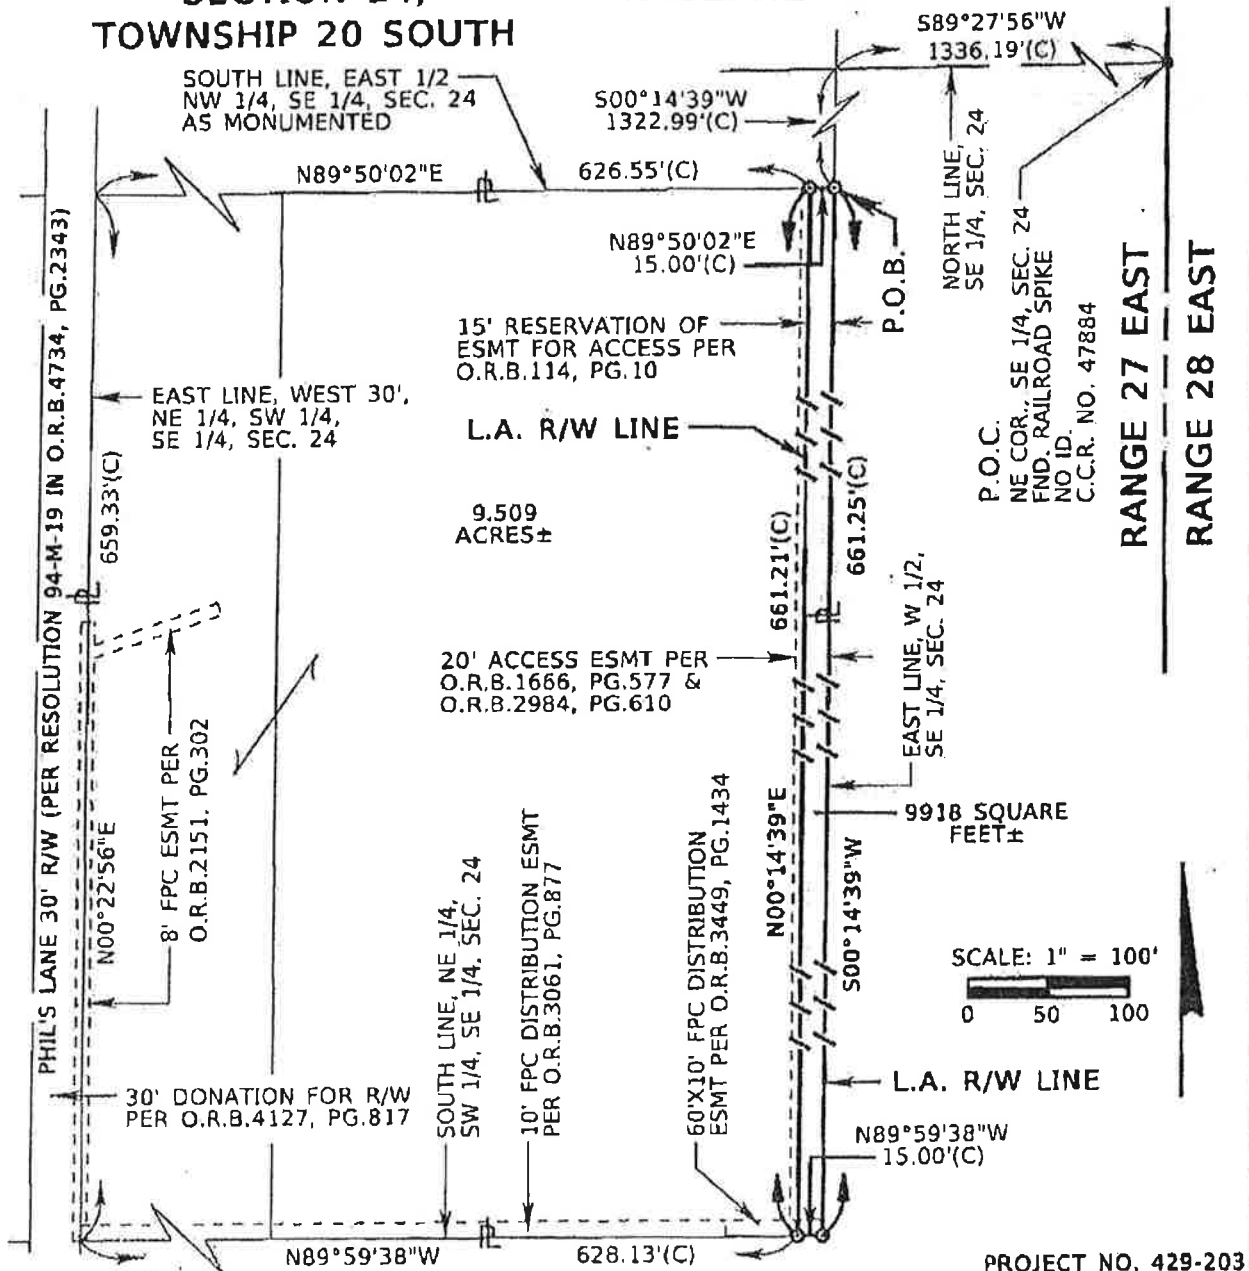 TOWNSHIP 20 SOUTH
SOUTH LINE, EAST 1/2
NW 1/4, SE 1/4, SEC. 24
AS MONUMENTED
S00°14'39"W
1322.99'(C)
S89°27'56"W
1336.19'(C)
N89°50'02"E
626.55'(C)
N89°50'02"E
15.00'(C)
P.O.B.
NORTH LINE,
SE 1/4, SEC. 24
P.O.C.
NE COR., SE 1/4, SEC. 24
FND. RAILROAD SPIKE
NO ID.
C.C.R. NO. 47884
RANGE 27 EAST
RANGE 28 EAST
15' RESERVATION OF
ESMT FOR ACCESS PER
O.R.B.114, PG.10
EAST LINE, WEST 30',
NE 1/4, SW 1/4,
SE 1/4, SEC. 24
L.A. R/W LINE
PHIL'S LANE 30' R/W (PER RESOLUTION 94-M-19 IN O.R.B.4734, PG.2343)
659.33'(C)
N00°22'56"E
9.509
ACRES±
661.21'(C)
661.25'(C)
20' ACCESS ESMT PER
O.R.B.1666, PG.577 &
O.R.B.2984, PG.610
EAST LINE, W 1/2,
SE 1/4, SEC. 24
8' FPC ESMT PER
O.R.B.2151, PG.302
N00°14'39"E
S00°14'39"W
9918 SQUARE
FEET±
SOUTH LINE, NE 1/4,
SW 1/4, SE 1/4, SEC. 24
10' FPC DISTRIBUTION ESMT
PER O.R.B.3061, PG.877
60'X10' FPC DISTRIBUTION
ESMT PER O.R.B.3449, PG.1434
SCALE: 1" = 100'
0 50 100
30' DONATION FOR R/W
PER O.R.B.4127, PG.817
L.A. R/W LINE
N89°59'38"W
15.00'(C)
N89°59'38"W
628.13'(C)
PROJECT NO. 429-203